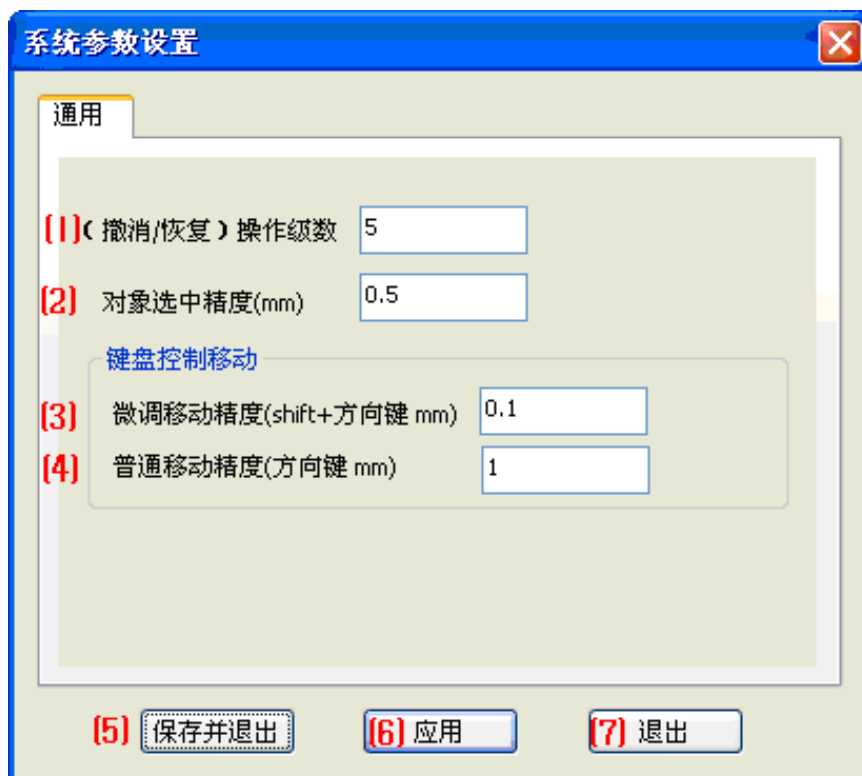 系统参数设置
通用
(1)(撤消/恢复)操作级数 5
(2) 对象选中精度(mm) 0.5
键盘控制移动
(3) 微调移动精度(shift+方向键 mm) 0.1
(4) 普通移动精度(方向键 mm) 1
(5) 保存并退出 (6) 应用 (7) 退出